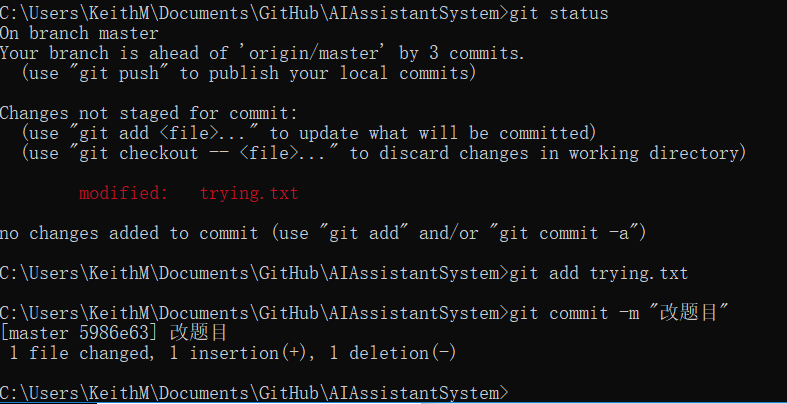 C:\Users\KeithM\Documents\GitHub\AIAssistantSystem>git status
On branch master
Your branch is ahead of 'origin/master' by 3 commits.
  (use "git push" to publish your local commits)
Changes not staged for commit:
  (use "git add <file>..." to update what will be committed)
  (use "git checkout -- <file>..." to discard changes in working directory)
        modified:   trying.txt
no changes added to commit (use "git add" and/or "git commit -a")
C:\Users\KeithM\Documents\GitHub\AIAssistantSystem>git add trying.txt
C:\Users\KeithM\Documents\GitHub\AIAssistantSystem>git commit -m "改题目"
[master 5986e63] 改题目
 1 file changed, 1 insertion(+), 1 deletion(-)
C:\Users\KeithM\Documents\GitHub\AIAssistantSystem>